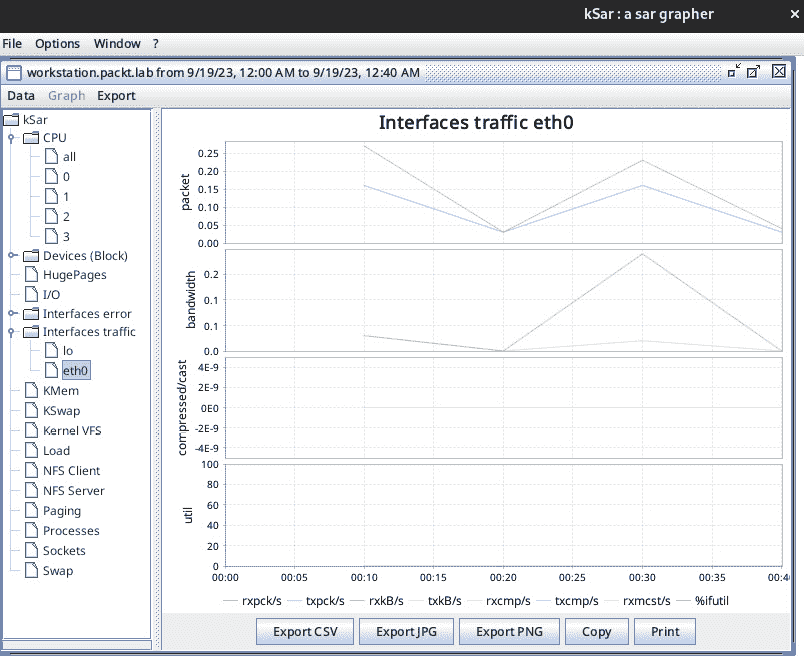 kSar : a sar grapher
File Options Window ?
workstation.packt.lab from 9/19/23, 12:00 AM to 9/19/23, 12:40 AM
Data Graph Export
kSar
CPU
all
0
1
2
3
Devices (Block)
HugePages
I/O
Interfaces error
Interfaces traffic
lo
eth0
KMem
KSwap
Kernel VFS
Load
NFS Client
NFS Server
Paging
Processes
Sockets
Swap
Interfaces traffic eth0
packet
0.25
0.20
0.15
0.10
0.05
0.00
bandwidth
0.2
0.1
0.1
0.0
compressed/cast
4E-9
2E-9
0E0
-2E-9
-4E-9
util
100
80
60
40
20
0
00:00 00:05 00:10 00:15 00:20 00:25 00:30 00:35 00:4
rxpck/s txpck/s rxkB/s txkB/s rxcmp/s txcmp/s rxmcst/s %ifutil
Export CSV Export JPG Export PNG Copy Print